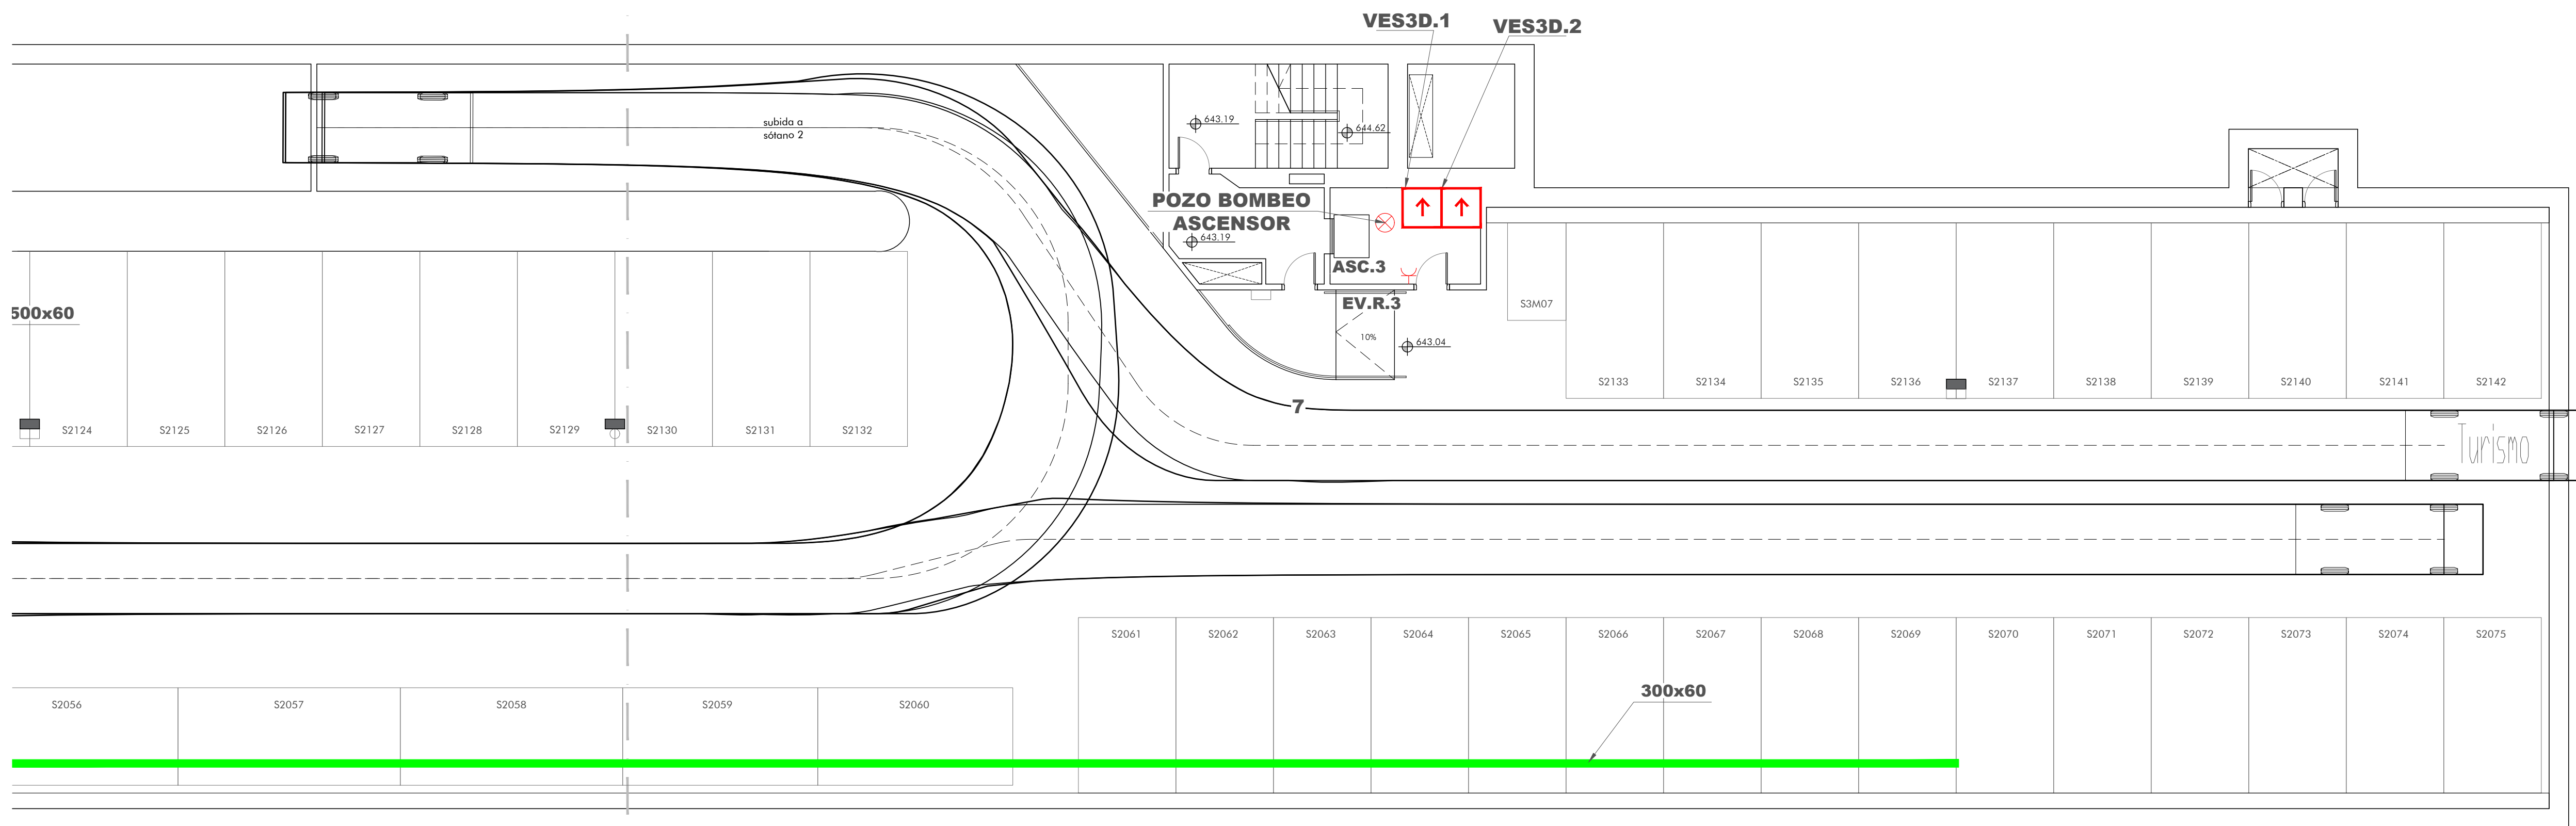 VES3D.1
VES3D.2
subida a
sótano 2
643.19
644.62
POZO BOMBEO
ASCENSOR
643.19
ASC.3
EV.R.3
500x60
S3M07
10%
643.04
S2133
S2134
S2135
S2136
S2137
S2138
S2139
S2140
S2141
S2142
7
S2124
S2125
S2126
S2127
S2128
S2129
S2130
S2131
S2132
Turismo
S2061
S2062
S2063
S2064
S2065
S2066
S2067
S2068
S2069
S2070
S2071
S2072
S2073
S2074
S2075
300x60
S2056
S2057
S2058
S2059
S2060